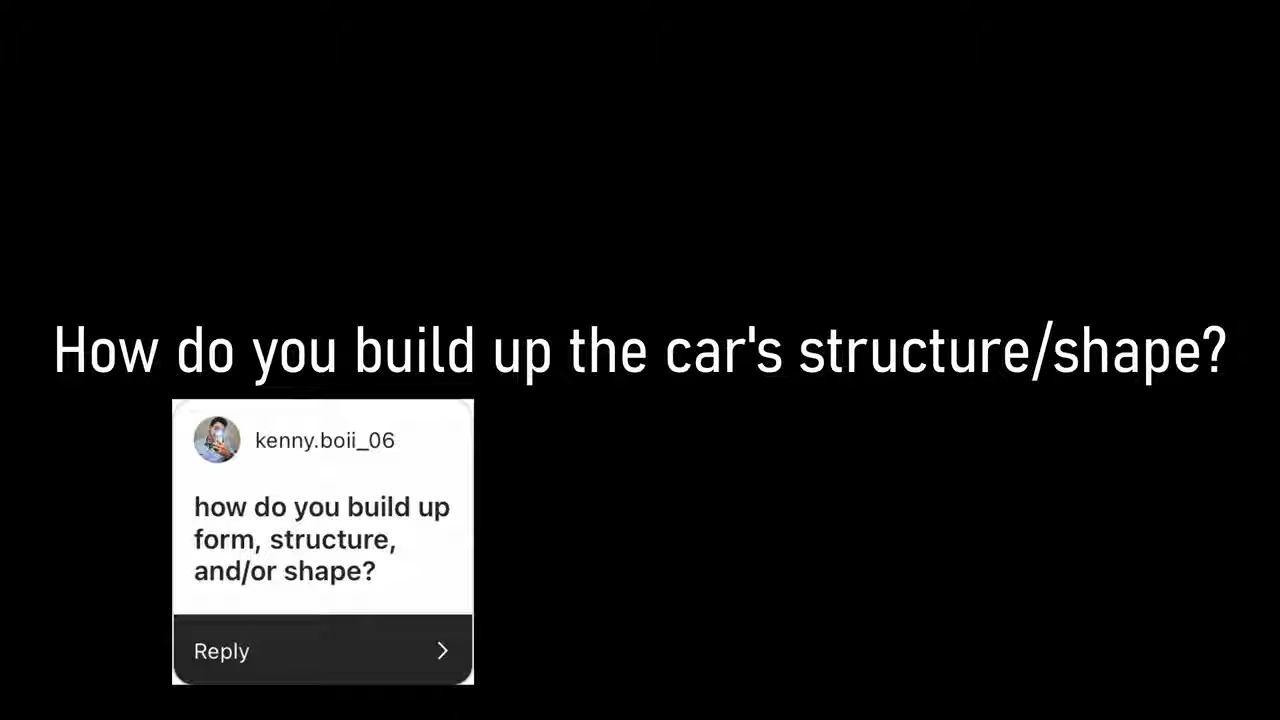 How do you build up the car's structure/shape?
kenny.boii_06
how do you build up
form, structure,
and/or shape?
Reply